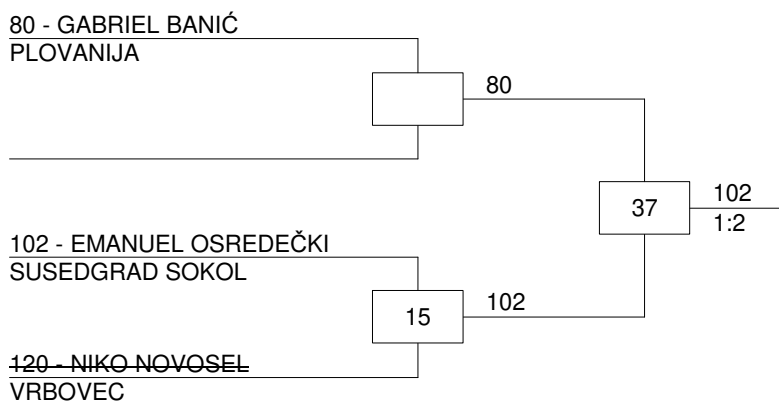 80 - GABRIEL BANIĆ
PLOVANIJA
80
102
1:2
37
102 - EMANUEL OSREDEČKI
SUSEDGRAD SOKOL
15
102
120 - NIKO NOVOSEL
VRBOVEC